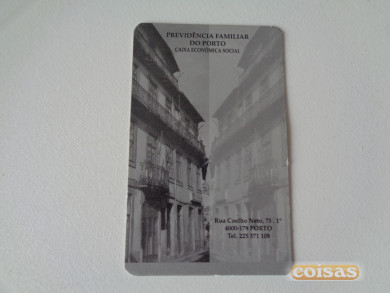 PREVIDÊNCIA FAMILIAR
DO PORTO
CAIXA ECONÓMICA SOCIAL
Rua Coelho Neto, 75 , 1º
4000-179 PORTO
Tel. 225 371 108
coisas